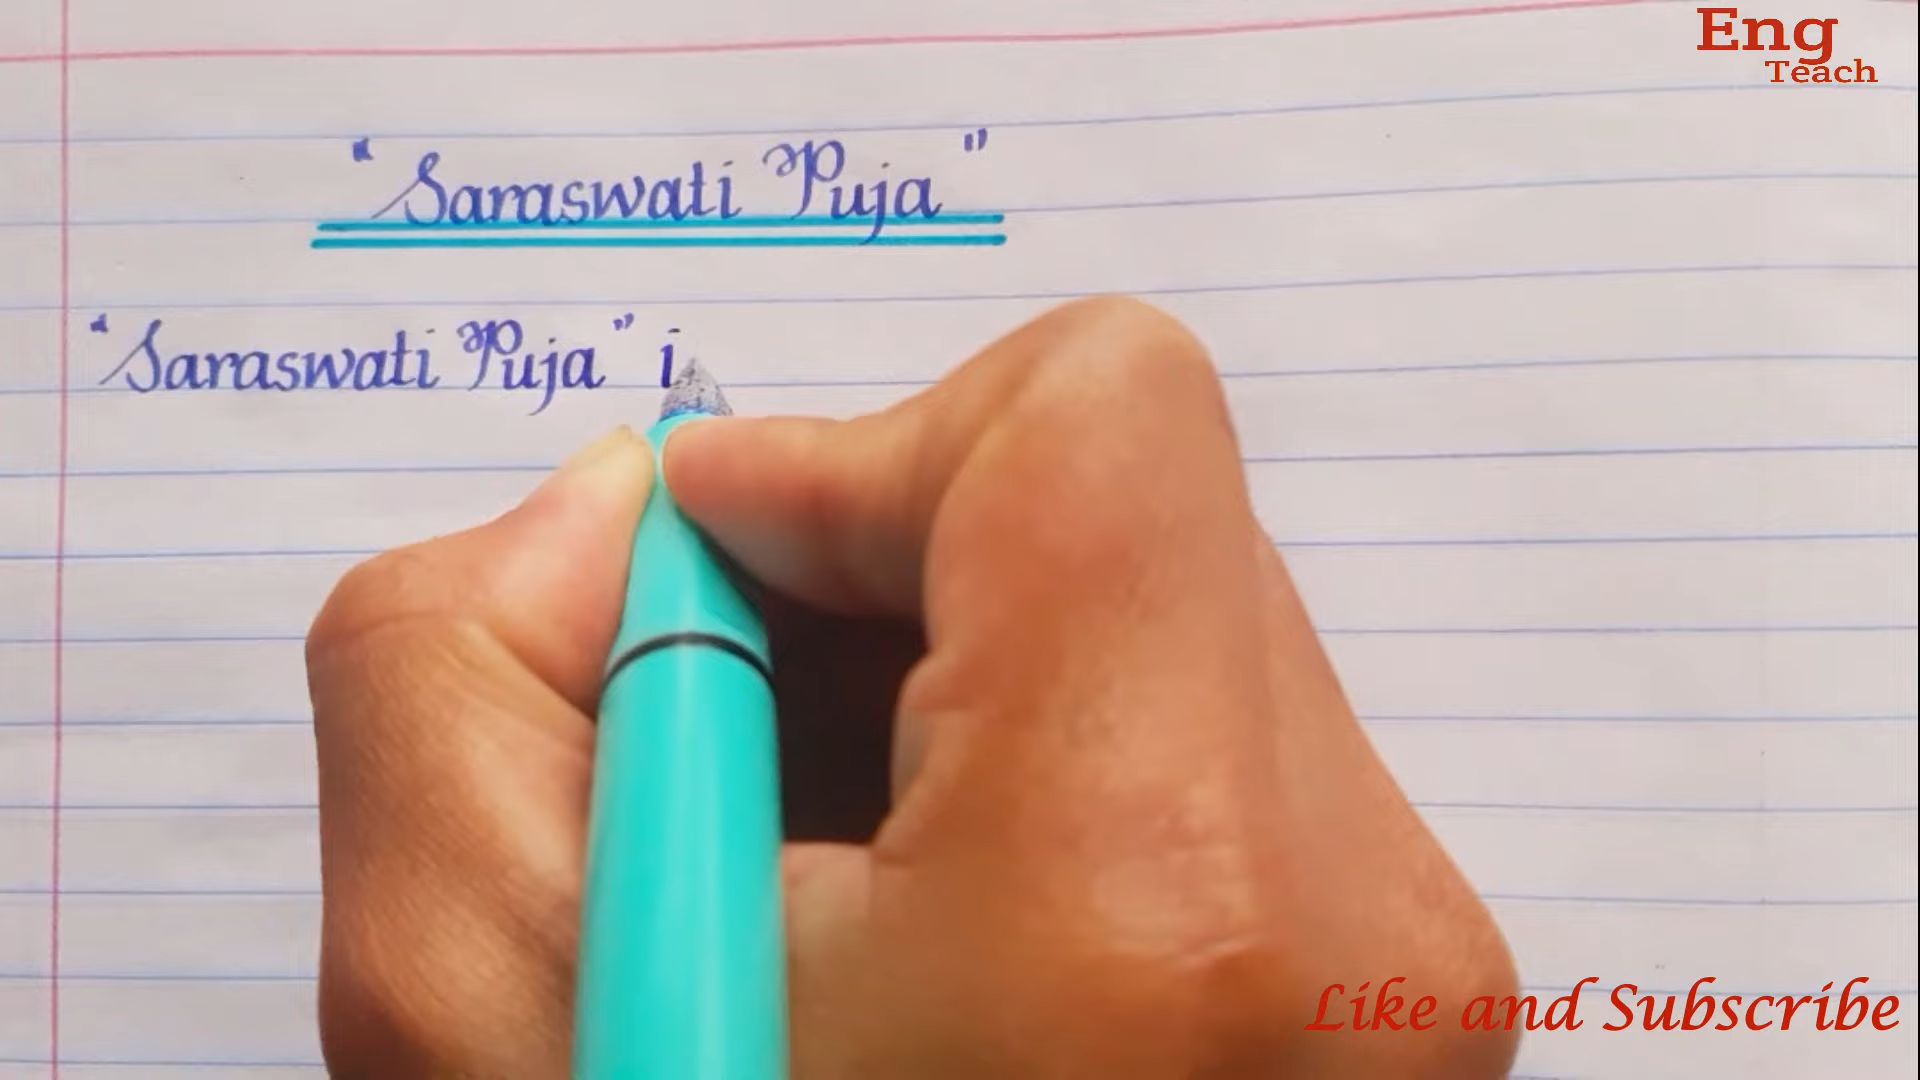 Eng
Teach
"Saraswati Puja"
"Saraswati Puja" i
Like and Subscribe